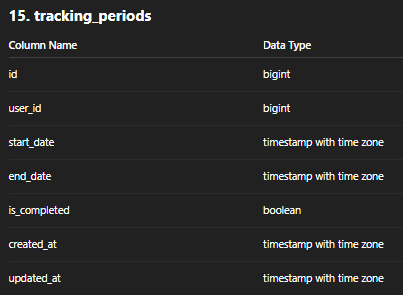 15. tracking_periods
Column Name Data Type
id bigint
user_id bigint
start_date timestamp with time zone
end_date timestamp with time zone
is_completed boolean
created_at timestamp with time zone
updated_at timestamp with time zone